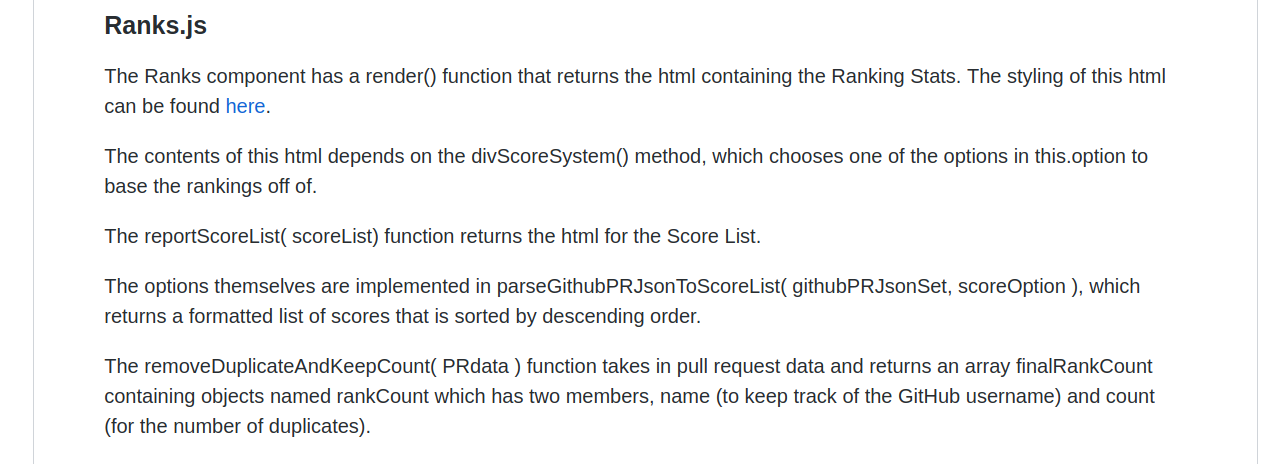 Ranks.js
The Ranks component has a render() function that returns the html containing the Ranking Stats. The styling of this html
can be found here.
The contents of this html depends on the divScoreSystem() method, which chooses one of the options in this.option to
base the rankings off of.
The reportScoreList( scoreList) function returns the html for the Score List.
The options themselves are implemented in parseGithubPRJsonToScoreList( githubPRJsonSet, scoreOption ), which
returns a formatted list of scores that is sorted by descending order.
The removeDuplicateAndKeepCount( PRdata ) function takes in pull request data and returns an array finalRankCount
containing objects named rankCount which has two members, name (to keep track of the GitHub username) and count
(for the number of duplicates).